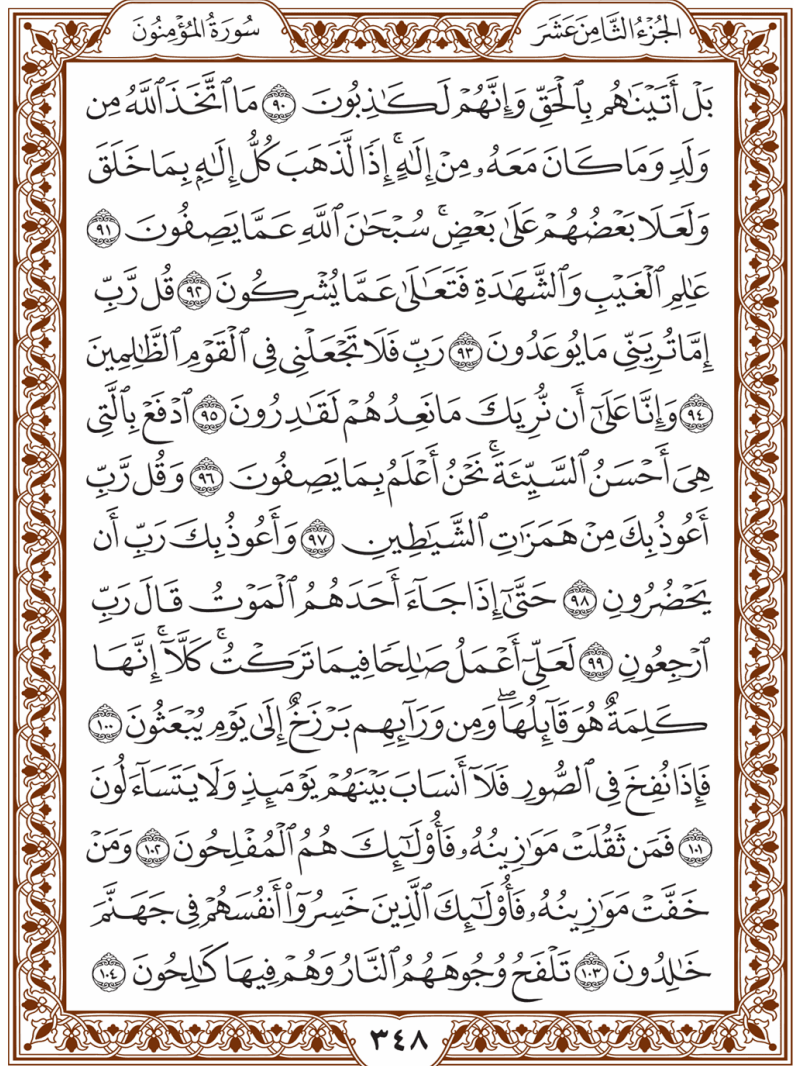 الجُزْءُ الثَّامِنَ عَشَرَ
سُورَةُ المُؤْمِنُونَ
بَلْ أَتَيْنَٰهُم بِٱلْحَقِّ وَإِنَّهُمْ لَكَٰذِبُونَ ٩٠ مَا ٱتَّخَذَ ٱللَّهُ مِن
وَلَدٍ وَمَا كَانَ مَعَهُۥ مِنْ إِلَٰهٍ ۚ إِذًا لَّذَهَبَ كُلُّ إِلَٰهٍۭ بِمَا خَلَقَ
وَلَعَلَا بَعْضُهُمْ عَلَىٰ بَعْضٍ ۚ سُبْحَٰنَ ٱللَّهِ عَمَّا يَصِفُونَ ٩١
عَٰلِمِ ٱلْغَيْبِ وَٱلشَّهَٰدَةِ فَتَعَٰلَىٰ عَمَّا يُشْرِكُونَ ٩٢ قُل رَّبِّ
إِمَّا تُرِيَنِّي مَا يُوعَدُونَ ٩٣ رَبِّ فَلَا تَجْعَلْنِي فِي ٱلْقَوْمِ ٱلظَّٰلِمِينَ
٩٤ وَإِنَّا عَلَىٰٓ أَن نُّرِيَكَ مَا نَعِدُهُمْ لَقَٰدِرُونَ ٩٥ ٱدْفَعْ بِٱلَّتِي
هِيَ أَحْسَنُ ٱلسَّيِّئَةَ ۚ نَحْنُ أَعْلَمُ بِمَا يَصِفُونَ ٩٦ وَقُل رَّبِّ
أَعُوذُ بِكَ مِنْ هَمَزَٰتِ ٱلشَّيَٰطِينِ ٩٧ وَأَعُوذُ بِكَ رَبِّ أَن
يَحْضُرُونِ ٩٨ حَتَّىٰٓ إِذَا جَآءَ أَحَدَهُمُ ٱلْمَوْتُ قَالَ رَبِّ
ٱرْجِعُونِ ٩٩ لَعَلِّيٓ أَعْمَلُ صَٰلِحًا فِيمَا تَرَكْتُ ۚ كَلَّآ ۚ إِنَّهَا
كَلِمَةٌ هُوَ قَآئِلُهَا ۖ وَمِن وَرَآئِهِم بَرْزَخٌ إِلَىٰ يَوْمِ يُبْعَثُونَ ١٠٠
فَإِذَا نُفِخَ فِي ٱلصُّورِ فَلَآ أَنسَابَ بَيْنَهُمْ يَوْمَئِذٍ وَلَا يَتَسَآءَلُونَ
١٠١ فَمَن ثَقُلَتْ مَوَٰزِينُهُۥ فَأُو۟لَٰٓئِكَ هُمُ ٱلْمُفْلِحُونَ ١٠٢ وَمَنْ
خَفَّتْ مَوَٰزِينُهُۥ فَأُو۟لَٰٓئِكَ ٱلَّذِينَ خَسِرُوٓا۟ أَنفُسَهُمْ فِي جَهَنَّمَ
خَٰلِدُونَ ١٠٣ تَلْفَحُ وُجُوهَهُمُ ٱلنَّارُ وَهُمْ فِيهَا كَٰلِحُونَ ١٠٤
٣٤٨